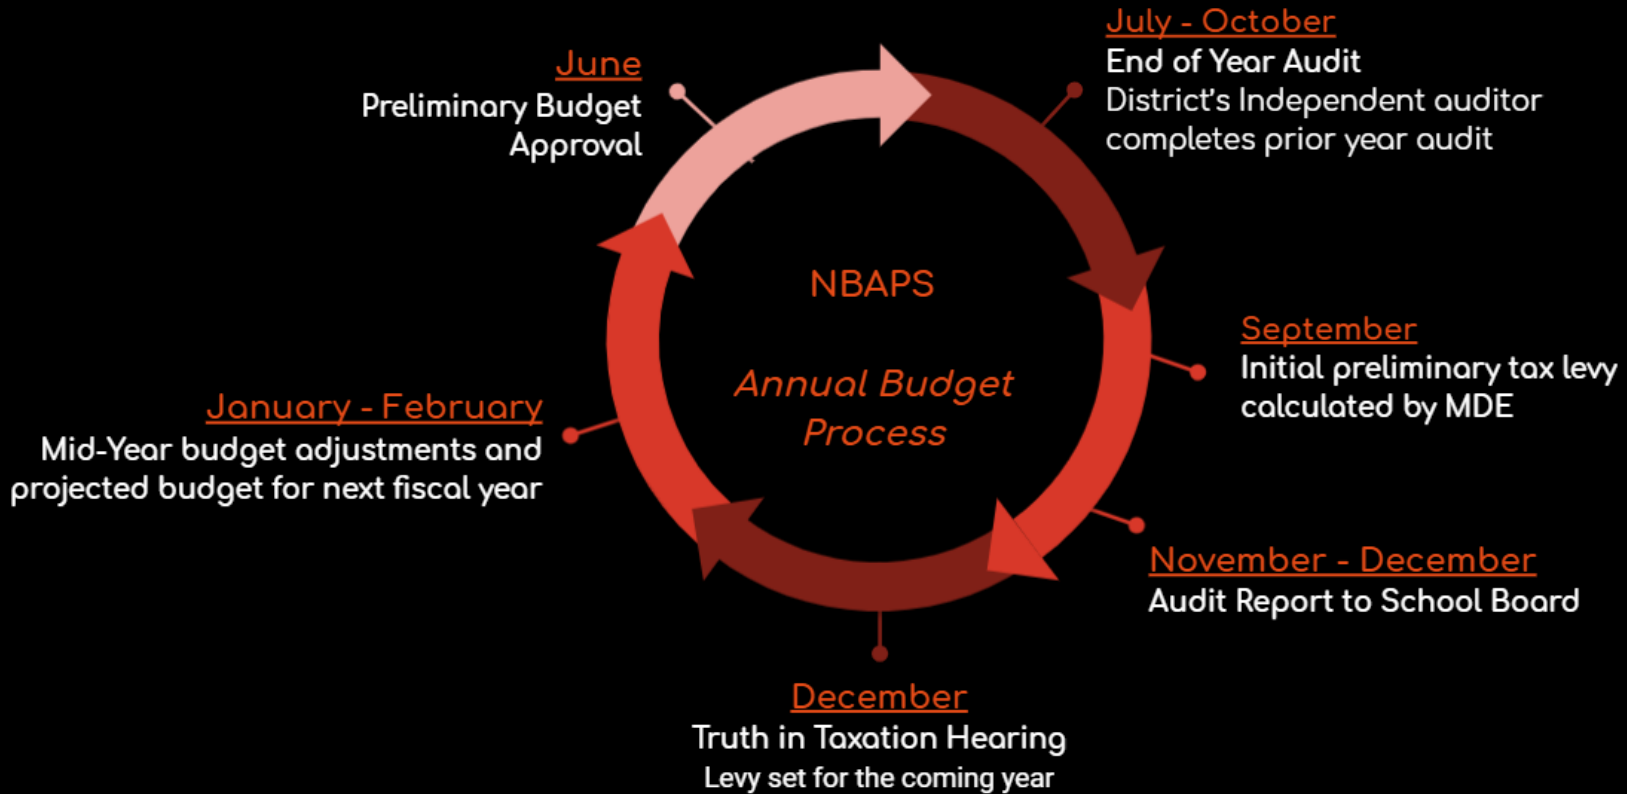 NBAPS
Annual Budget
Process
June
Preliminary Budget
Approval
July - October
End of Year Audit
District's Independent auditor
completes prior year audit
September
Initial preliminary tax levy
calculated by MDE
November - December
Audit Report to School Board
December
Truth in Taxation Hearing
Levy set for the coming year
January - February
Mid-Year budget adjustments and
projected budget for next fiscal year